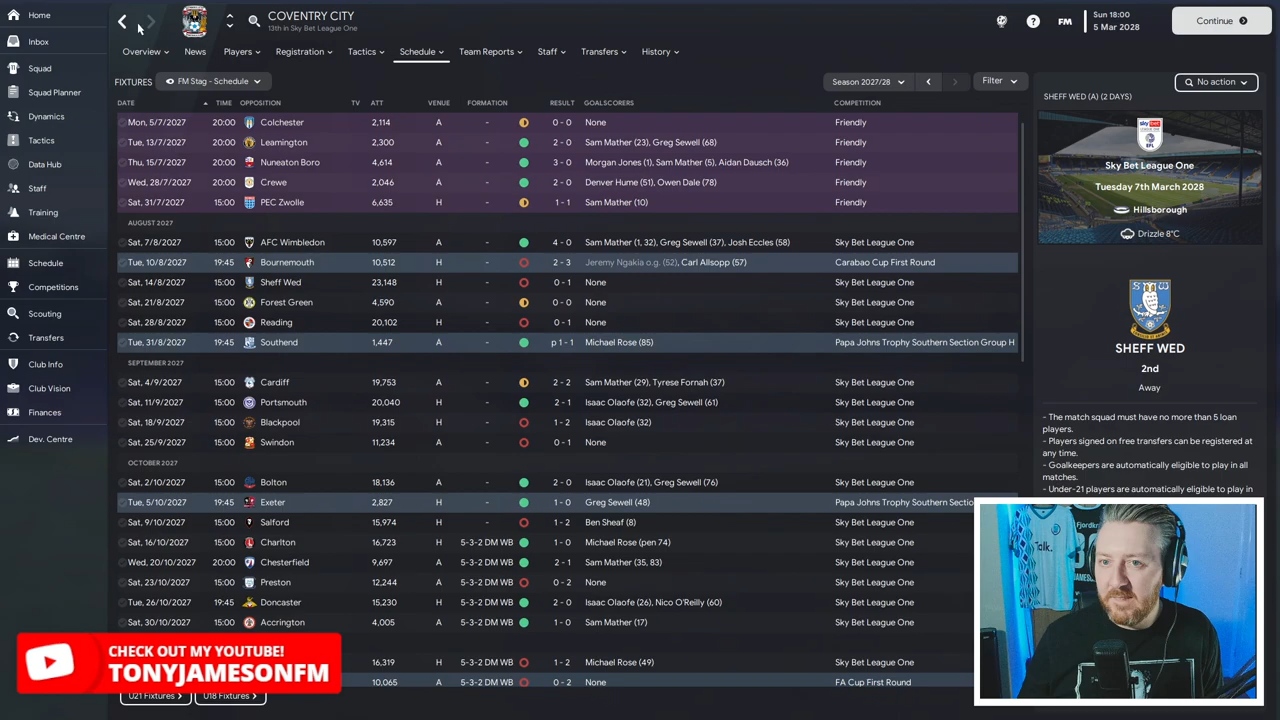 Home
Inbox
Squad
Squad Planner
Dynamics
Tactics
Data Hub
Staff
Training
Medical Centre
Schedule
Competitions
Scouting
Transfers
Club Info
Club Vision
Finances
Dev. Centre
COVENTRY CITY
13th in Sky Bet League One
FM
Sun 18:00
5 Mar 2028
Continue
Overview News Players Registration Tactics Schedule Team Reports Staff Transfers History
FIXTURES FM Stag - Schedule Season 2027/28 Filter
DATE TIME OPPOSITION TV ATT VENUE FORMATION RESULT GOALSCORERS COMPETITION
Mon, 5/7/2027 20:00 Colchester 2,114 A - 0 - 0 None Friendly
Tue, 13/7/2027 20:00 Leamington 2,300 A - 2 - 0 Sam Mather (23), Greg Sewell (68) Friendly
Thu, 15/7/2027 20:00 Nuneaton Boro 4,614 A - 3 - 0 Morgan Jones (1), Sam Mather (5), Aidan Dausch (36) Friendly
Wed, 28/7/2027 20:00 Crewe 2,046 A - 2 - 0 Denver Hume (51), Owen Dale (78) Friendly
Sat, 31/7/2027 20:00 PEC Zwolle 6,635 H - 1 - 1 Sam Mather (10) Friendly
AUGUST 2027
Sat, 7/8/2027 15:00 AFC Wimbledon 10,597 A - 4 - 0 Sam Mather (1, 32), Greg Sewell (37), Josh Eccles (58) Sky Bet League One
Tue, 10/8/2027 19:45 Bournemouth 10,512 H - 2 - 3 Jeremy Ngakia o.g. (52), Carl Allsopp (57) Carabao Cup First Round
Sat, 14/8/2027 15:00 Sheff Wed 23,148 H - 0 - 1 None Sky Bet League One
Sat, 21/8/2027 15:00 Forest Green 4,590 A - 0 - 0 None Sky Bet League One
Sat, 28/8/2027 15:00 Reading 20,102 H - 0 - 1 None Sky Bet League One
Tue, 31/8/2027 19:45 Southend 1,447 A - p 1 - 1 Michael Rose (85) Papa Johns Trophy Southern Section Group H
SEPTEMBER 2027
Sat, 4/9/2027 15:00 Cardiff 19,753 A - 2 - 2 Sam Mather (29), Tyrese Fornah (37) Sky Bet League One
Sat, 11/9/2027 15:00 Portsmouth 20,040 H - 2 - 1 Isaac Olaofe (32), Greg Sewell (61) Sky Bet League One
Sat, 18/9/2027 15:00 Blackpool 19,315 H - 1 - 2 Isaac Olaofe (32) Sky Bet League One
Sat, 25/9/2027 15:00 Swindon 11,234 A - 0 - 1 None Sky Bet League One
OCTOBER 2027
Sat, 2/10/2027 15:00 Bolton 18,136 A - 2 - 0 Isaac Olaofe (21), Greg Sewell (76) Sky Bet League One
Tue, 5/10/2027 19:45 Exeter 2,827 H - 1 - 0 Greg Sewell (48) Papa Johns Trophy Southern Sectio
Sat, 9/10/2027 15:00 Salford 15,974 H - 1 - 2 Ben Sheaf (8) Sky Bet League One
Sat, 16/10/2027 15:00 Charlton 16,319 H 5-3-2 DM WB 1 - 0 Michael Rose (pen 74) Sky Bet League One
Wed, 20/10/2027 20:00 Chesterfield 9,697 A 5-3-2 DM WB 2 - 1 Sam Mather (35, 83) Sky Bet League One
Sat, 23/10/2027 15:00 Preston 12,244 A 5-3-2 DM WB 0 - 2 None Sky Bet League One
Tue, 26/10/2027 19:45 Doncaster 15,230 H 5-3-2 DM WB 2 - 0 Isaac Olaofe (26), Nico O'Reilly (60) Sky Bet League One
Sat, 30/10/2027 15:00 Accrington 4,005 A 5-3-2 DM WB 1 - 0 Sam Mather (17) Sky Bet League One
16,319 H 5-3-2 DM WB 1 - 2 Michael Rose (49) Sky Bet League One
10,065 5-3-2 DM WB 0 - 2 None FA Cup First Round
U21 Fixtures U18 Fixtures
No action
SHEFF WED (A) (2 DAYS)
sky bet
EFL
Sky Bet League One
Tuesday 7th March 2028
Hillsborough
Drizzle 8°C
SHEFF WED
2nd
Away
- The match squad must have no more than 5 loan
players.
- Players signed on free transfers can be registered at
any time.
- Goalkeepers are automatically eligible to play in all
matches.
- Under-21 players are automatically eligible to play in
CHECK OUT MY YOUTUBE!
TONYJAMESONFM
Talk.